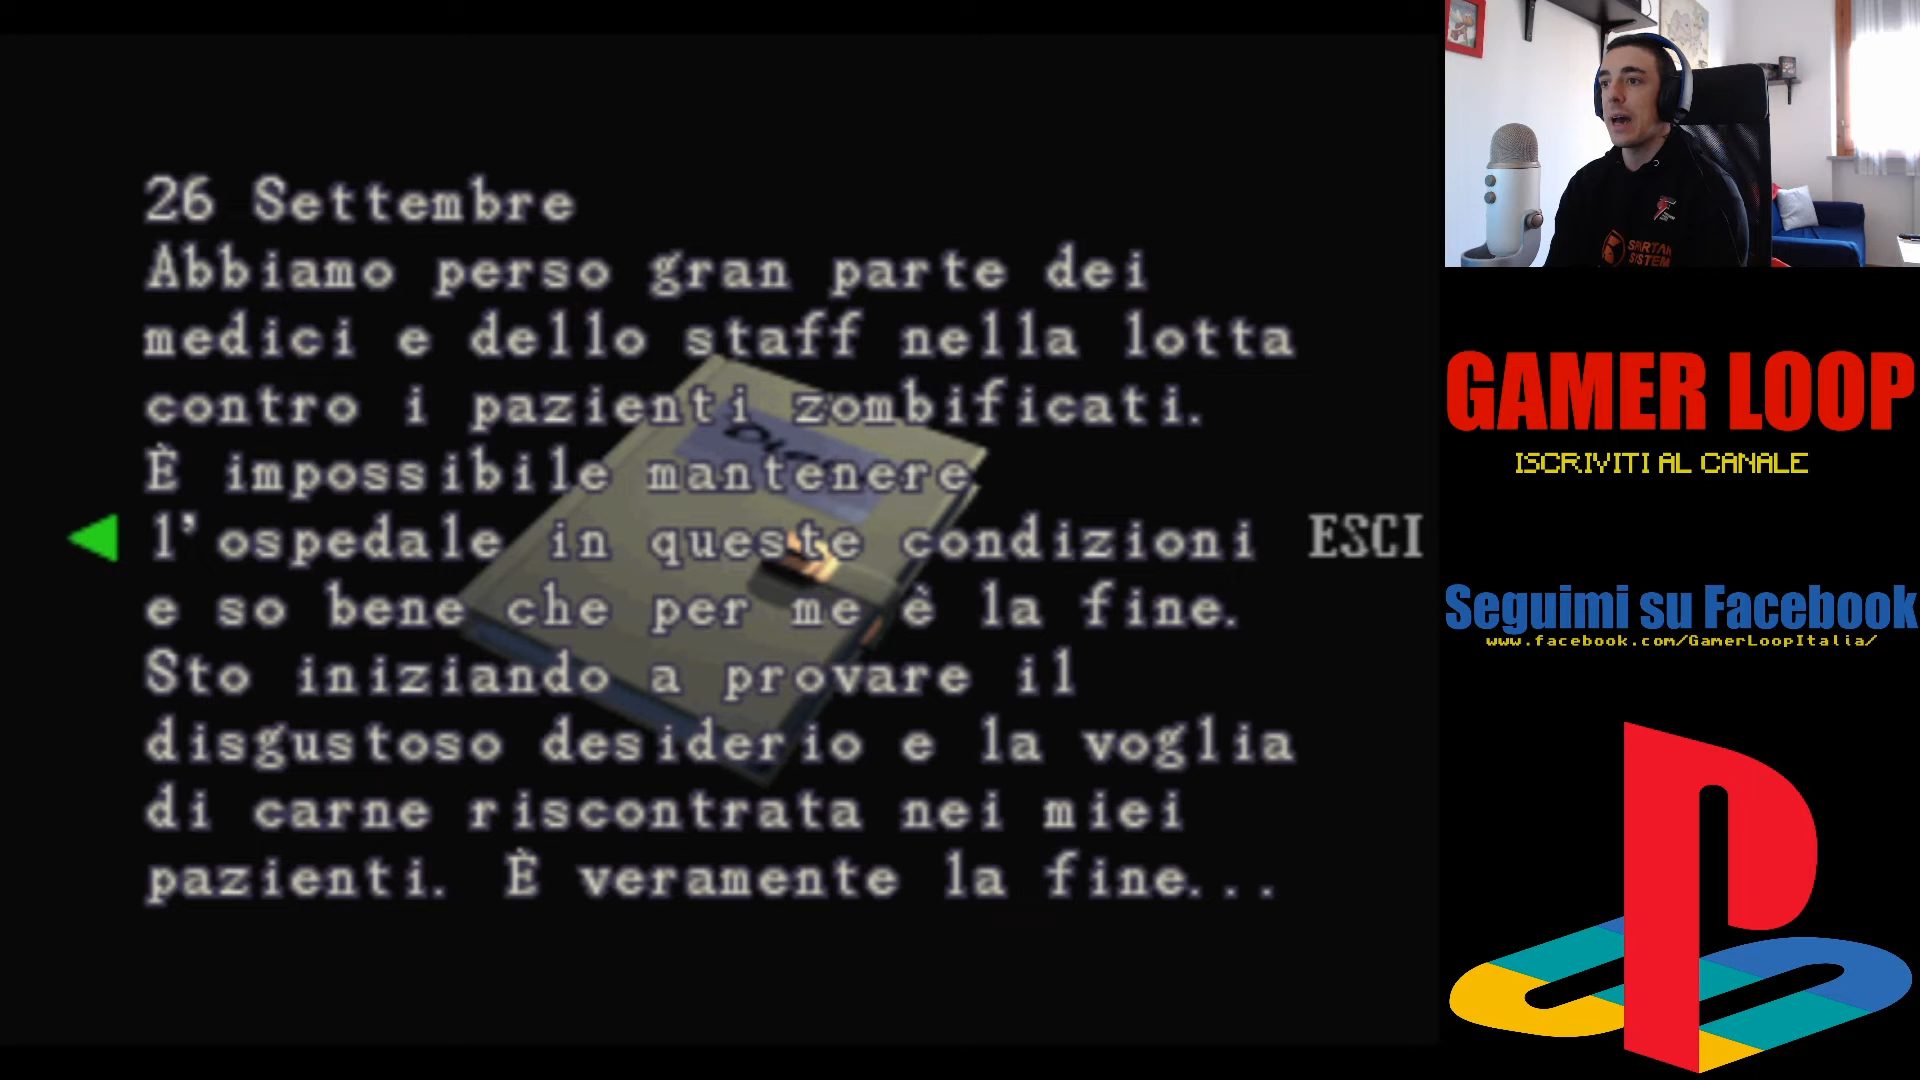 26 Settembre
Abbiamo perso gran parte dei
medici e dello staff nella lotta
contro i pazienti zombificati.
È impossibile mantenere
l'ospedale in queste condizioni
e so bene che per me è la fine.
Sto iniziando a provare il
disgustoso desiderio e la voglia
di carne riscontrata nei miei
pazienti. È veramente la fine...
ESCI
SPARTAN
SYSTEM
GAMER LOOP
ISCRIVITI AL CANALE
Seguimi su Facebook
www.facebook.com/GamerLoopItalia/